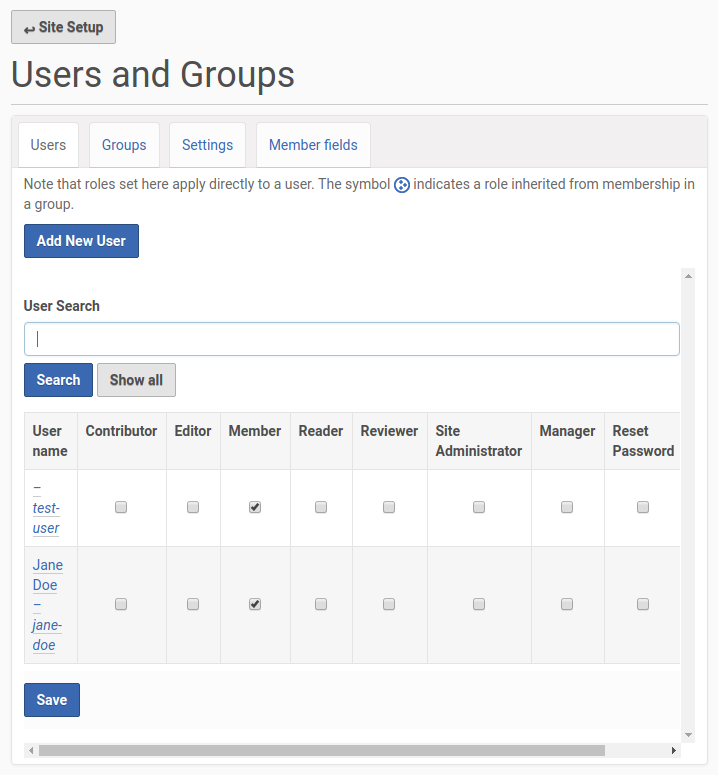 Site Setup
Users and Groups
Users Groups Settings Member fields
Note that roles set here apply directly to a user. The symbol indicates a role inherited from membership in
a group.
Add New User
User Search
Search Show all
User name Contributor Editor Member Reader Reviewer Site Administrator Manager Reset Password
–
test-
user
Jane
Doe
–
jane-
doe
Save